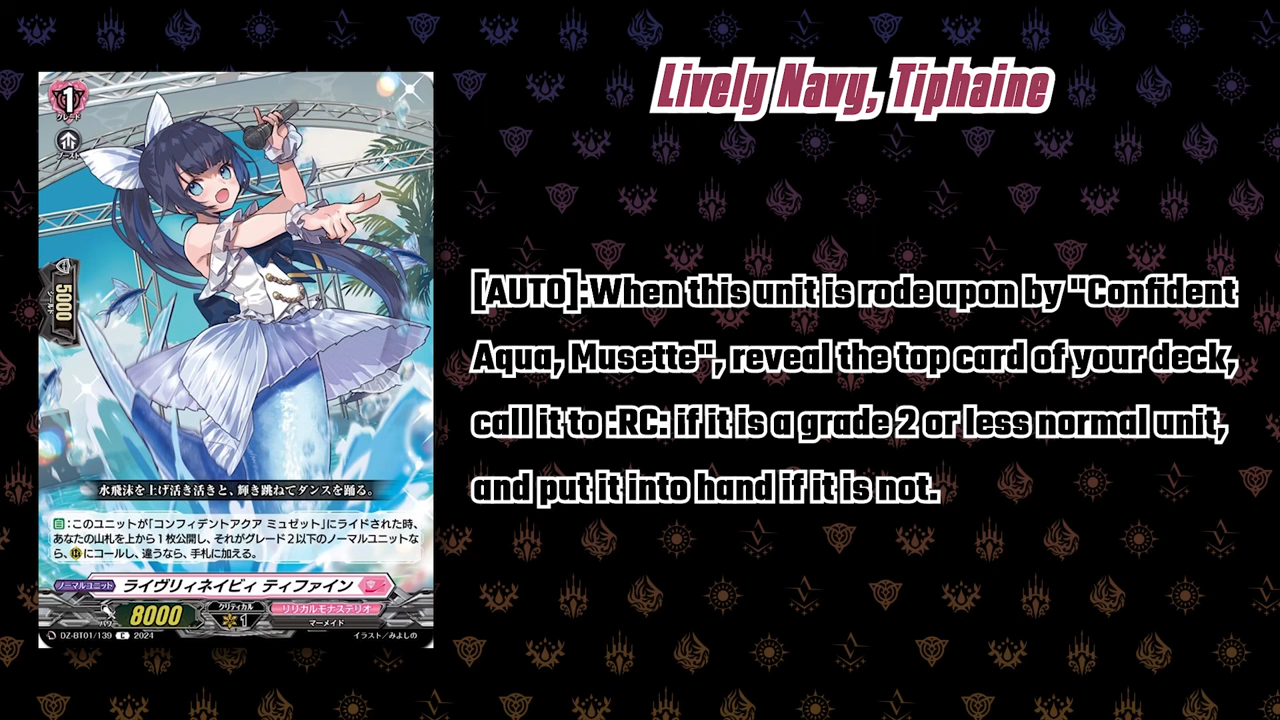 Lively Navy, Tiphaine
[AUTO]:When this unit is rode upon by "Confident
Aqua, Musette", reveal the top card of your deck,
call it to :RC: if it is a grade 2 or less normal unit,
and put it into hand if it is not.
1
グレード
ブースト
5000
シールド
水飛沫を上げ活き活きと、輝き跳ねてダンスを踊る。
自：このユニットが「コンフィデントアクア ミュゼット」にライドされた時、
あなたの山札を上から1枚公開し、それがグレード2以下のノーマルユニットな
ら、Rにコールし、違うなら、手札に加える。
ノーマルユニット
ライヴリィネイビィ ティファイン
パワー
8000
クリティカル
1
リリカルモナステリオ
マーメイド
DZ-BT01/139 C 2024
イラスト／みよしの